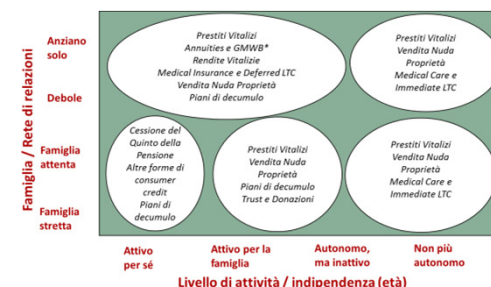 Famiglia / Rete di relazioni
Anziano
solo
Debole
Famiglia
attenta
Famiglia
stretta
Prestiti Vitalizi
Annuities e GMWB*
Rendite Vitalizie
Medical Insurance e Deferred LTC
Vendita Nuda Proprietà
Piani di decumulo
Prestiti Vitalizi
Vendita Nuda
Proprietà
Medical Care e
Immediate LTC
Cessione del
Quinto della
Pensione
Altre forme di
consumer
credit
Piani di
decumulo
Prestiti Vitalizi
Vendita Nuda
Proprietà
Piani di decumulo
Trust e Donazioni
Prestiti Vitalizi
Vendita Nuda
Proprietà
Medical Care e
Immediate LTC
Attivo
per sé
Attivo per la
famiglia
Autonomo,
ma inattivo
Non più
autonomo
Livello di attività / indipendenza (età)